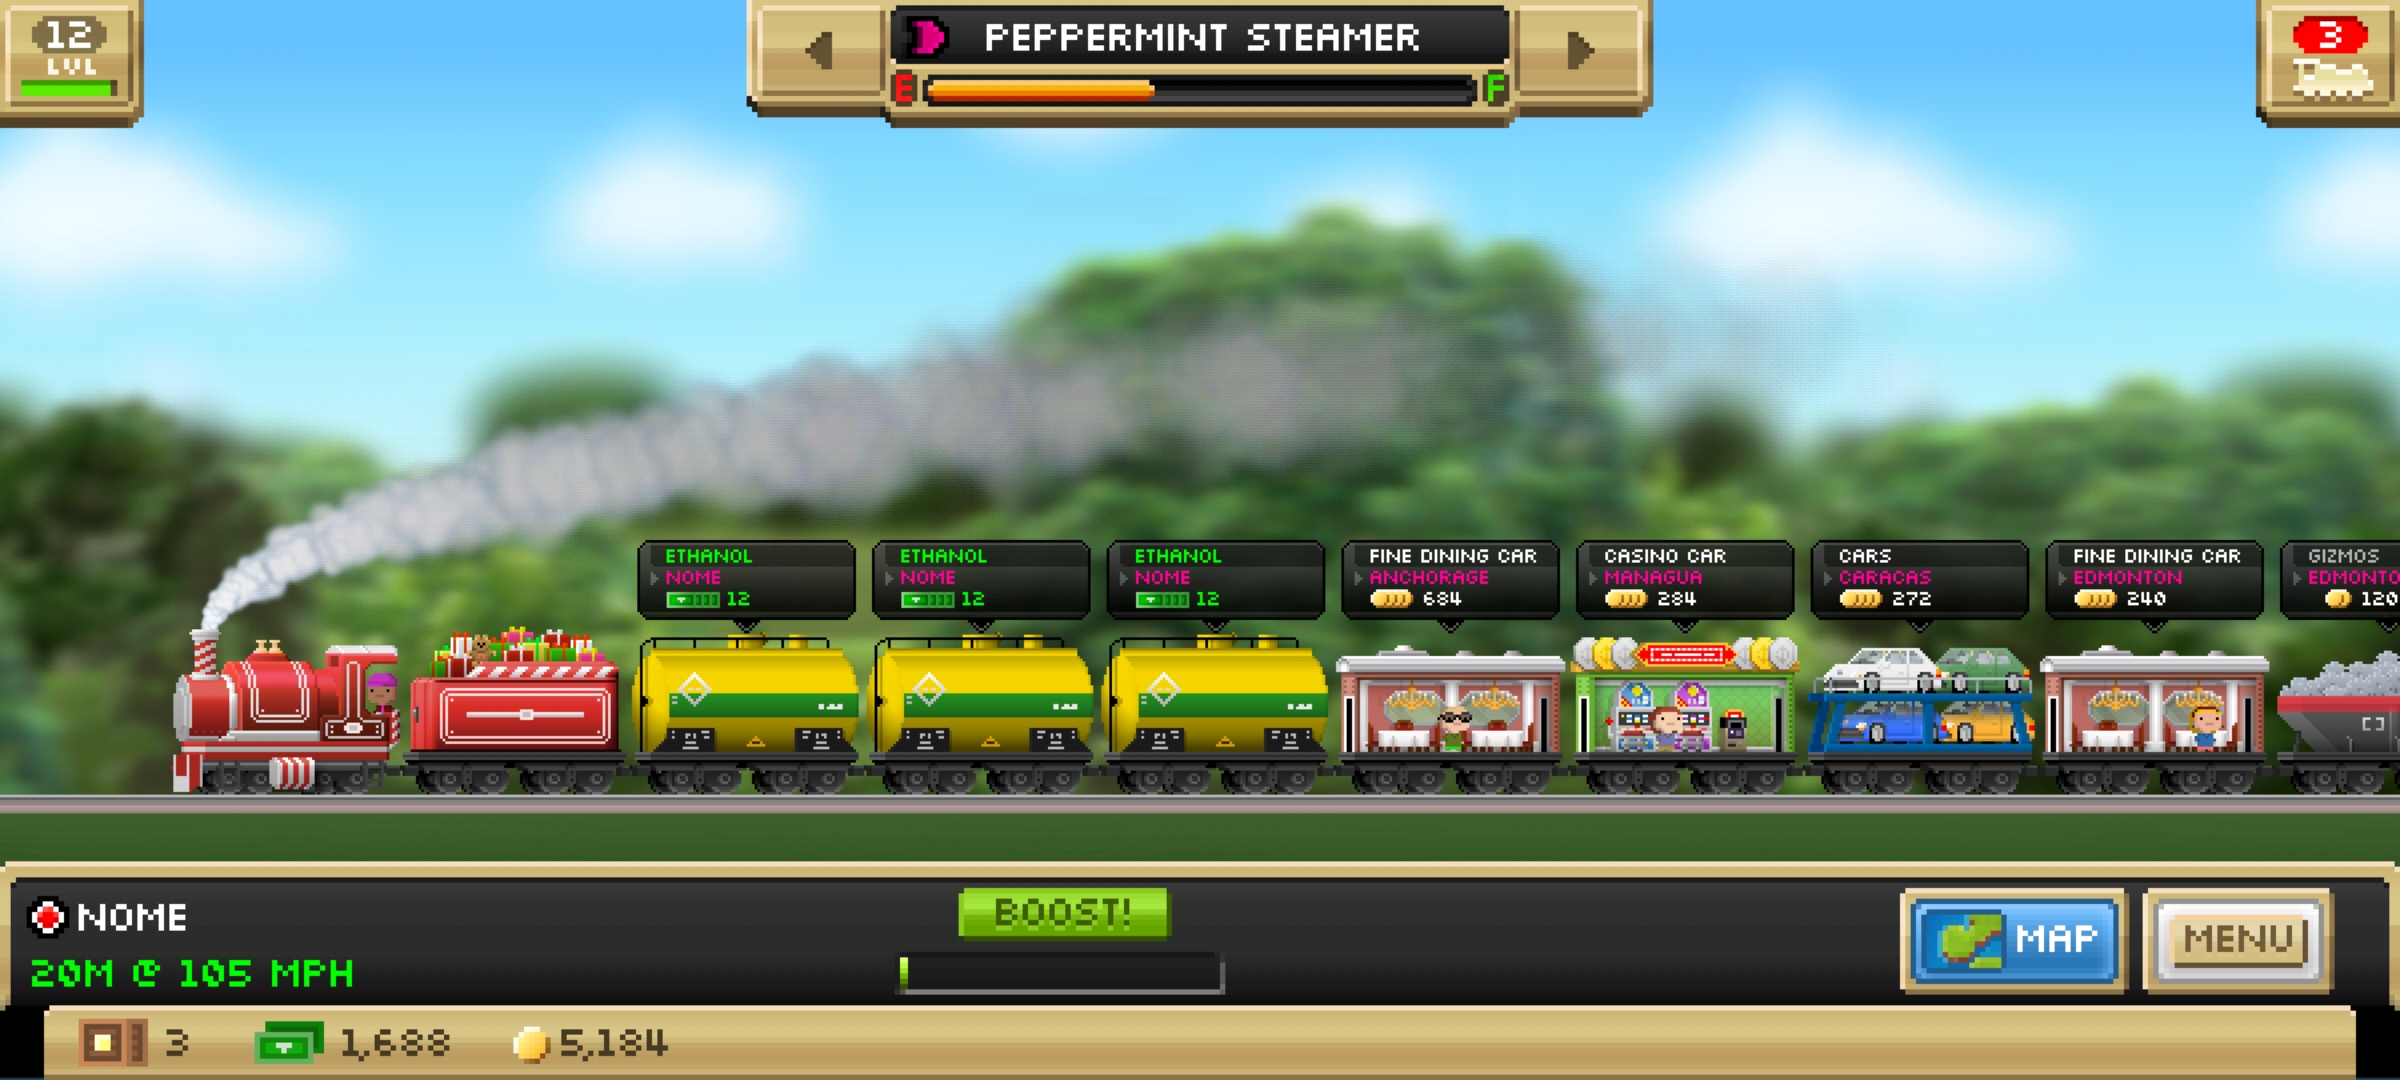 12
LVL
PEPPERMINT STEAMER
E
F
3
ETHANOL
NOME
12
ETHANOL
NOME
12
ETHANOL
NOME
12
FINE DINING CAR
ANCHORAGE
684
CASINO CAR
MANAGUA
284
CARS
CARACAS
272
FINE DINING CAR
EDMONTON
240
GIZMOS
EDMONTO
120
NOME
20M @ 105 MPH
BOOST!
MAP
MENU
3
1,688
5,184